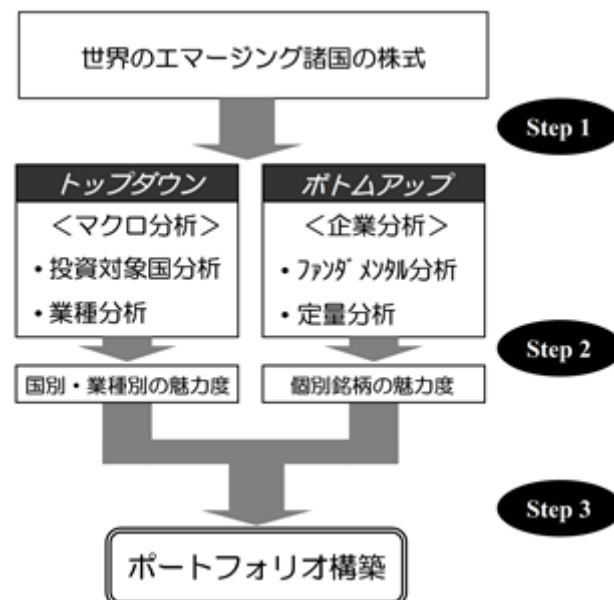 世界のエマージング諸国の株式
Step 1
トップダウン
<マクロ分析>
・投資対象国分析
・業種分析
ボトムアップ
<企業分析>
・ファンダメンタル分析
・定量分析
Step 2
国別・業種別の魅力度
個別銘柄の魅力度
Step 3
ポートフォリオ構築